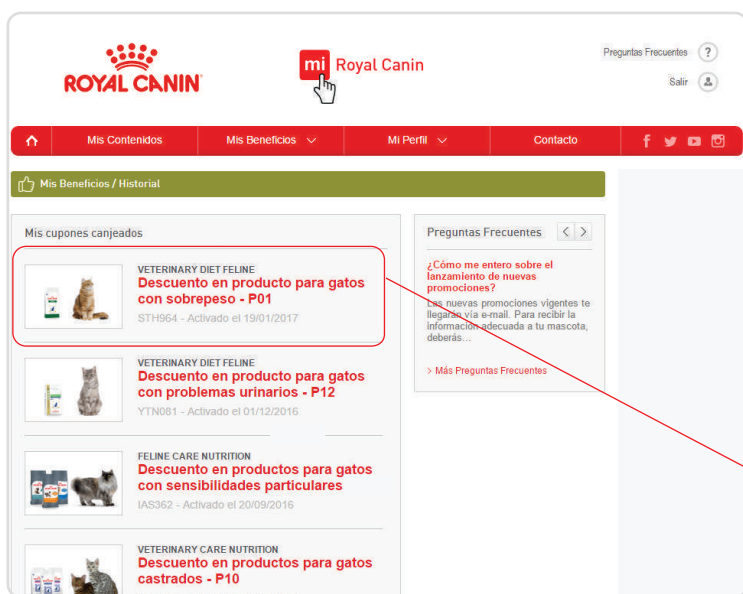 ROYAL CANIN
mi Royal Canin
Preguntas Frecuentes ?
Salir
Mis Contenidos
Mis Beneficios
Mi Perfil
Contacto
Mis Beneficios / Historial
Mis cupones canjeados
VETERINARY DIET FELINE
Descuento en producto para gatos
con sobrepeso - P01
STH964 - Activado el 19/01/2017
VETERINARY DIET FELINE
Descuento en producto para gatos
con problemas urinarios - P12
YTN081 - Activado el 01/12/2016
FELINE CARE NUTRITION
Descuento en productos para gatos
con sensibilidades particulares
IAS362 - Activado el 20/09/2016
VETERINARY CARE NUTRITION
Descuento en productos para gatos
castrados - P10
Preguntas Frecuentes < >
¿Cómo me entero sobre el
lanzamiento de nuevas
promociones?
Las nuevas promociones vigentes te
llegarán vía e-mail. Para recibir la
información adecuada a tu mascota,
deberás...
> Más Preguntas Frecuentes